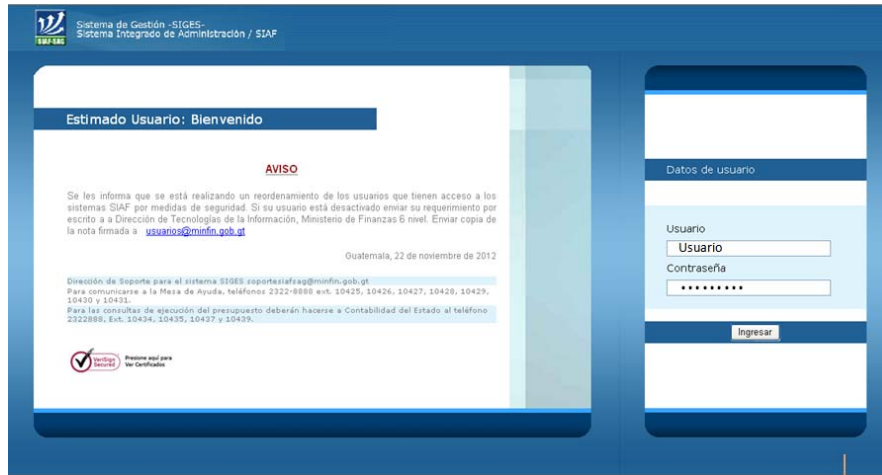 Sistema de Gestión -SIGES-
Sistema Integrado de Administración / SIAF
SIAF-SAG
Estimado Usuario: Bienvenido
AVISO
Se les informa que se está realizando un reordenamiento de los usuarios que tienen acceso a los
sistemas SIAF por medidas de seguridad. Si su usuario está desactivado enviar su requerimiento por
escrito a a Dirección de Tecnologías de la Información, Ministerio de Finanzas 6 nivel. Enviar copia de
la nota firmada a usuarios@minfin.gob.gt
Guatemala, 22 de noviembre de 2012
Dirección de Soporte para el sistema SIGES soportesiafsag@minfin.gob.gt
Para comunicarse a la Mesa de Ayuda, teléfonos 2322-8888 ext. 10425, 10426, 10427, 10428, 10429,
10430 y 10431.
Para las consultas de ejecución del presupuesto deberán hacerse a Contabilidad del Estado al teléfono
2322888, Ext. 10434, 10435, 10437 y 10439.
VeriSign
Secured
Presione aquí para
Ver Certificados
Datos de usuario
Usuario
Usuario
Contraseña
•••••••••
Ingresar